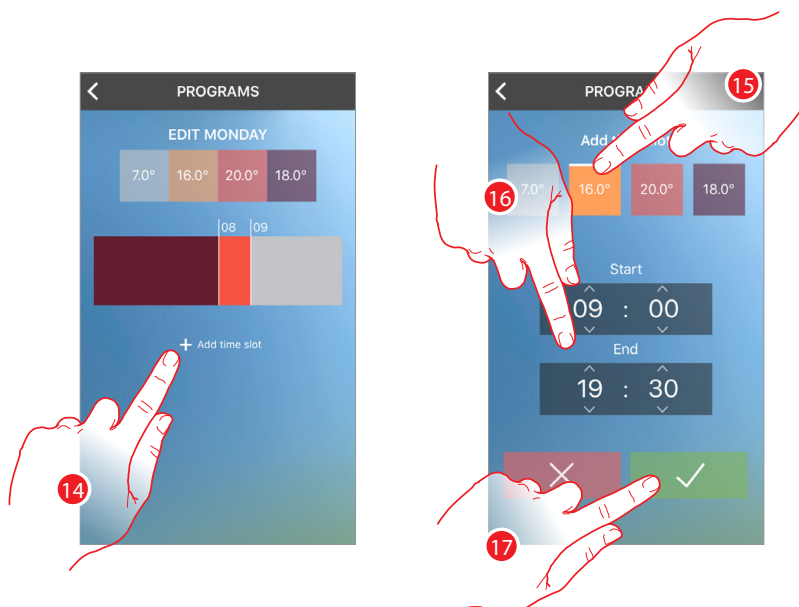 PROGRAMS
EDIT MONDAY
7.0° 16.0° 20.0° 18.0°
08 09
+ Add time slot
14
PROGRA
15
Add
16
7.0° 16.0° 20.0° 18.0°
Start
09 : 00
End
19 : 30
17